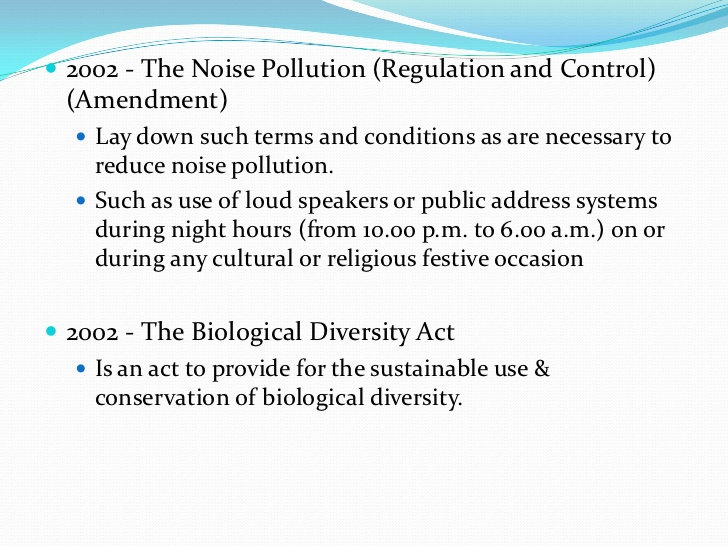 • 2002 - The Noise Pollution (Regulation and Control)
(Amendment)
• Lay down such terms and conditions as are necessary to
reduce noise pollution.
• Such as use of loud speakers or public address systems
during night hours (from 10.00 p.m. to 6.00 a.m.) on or
during any cultural or religious festive occasion
• 2002 - The Biological Diversity Act
• Is an act to provide for the sustainable use &
conservation of biological diversity.